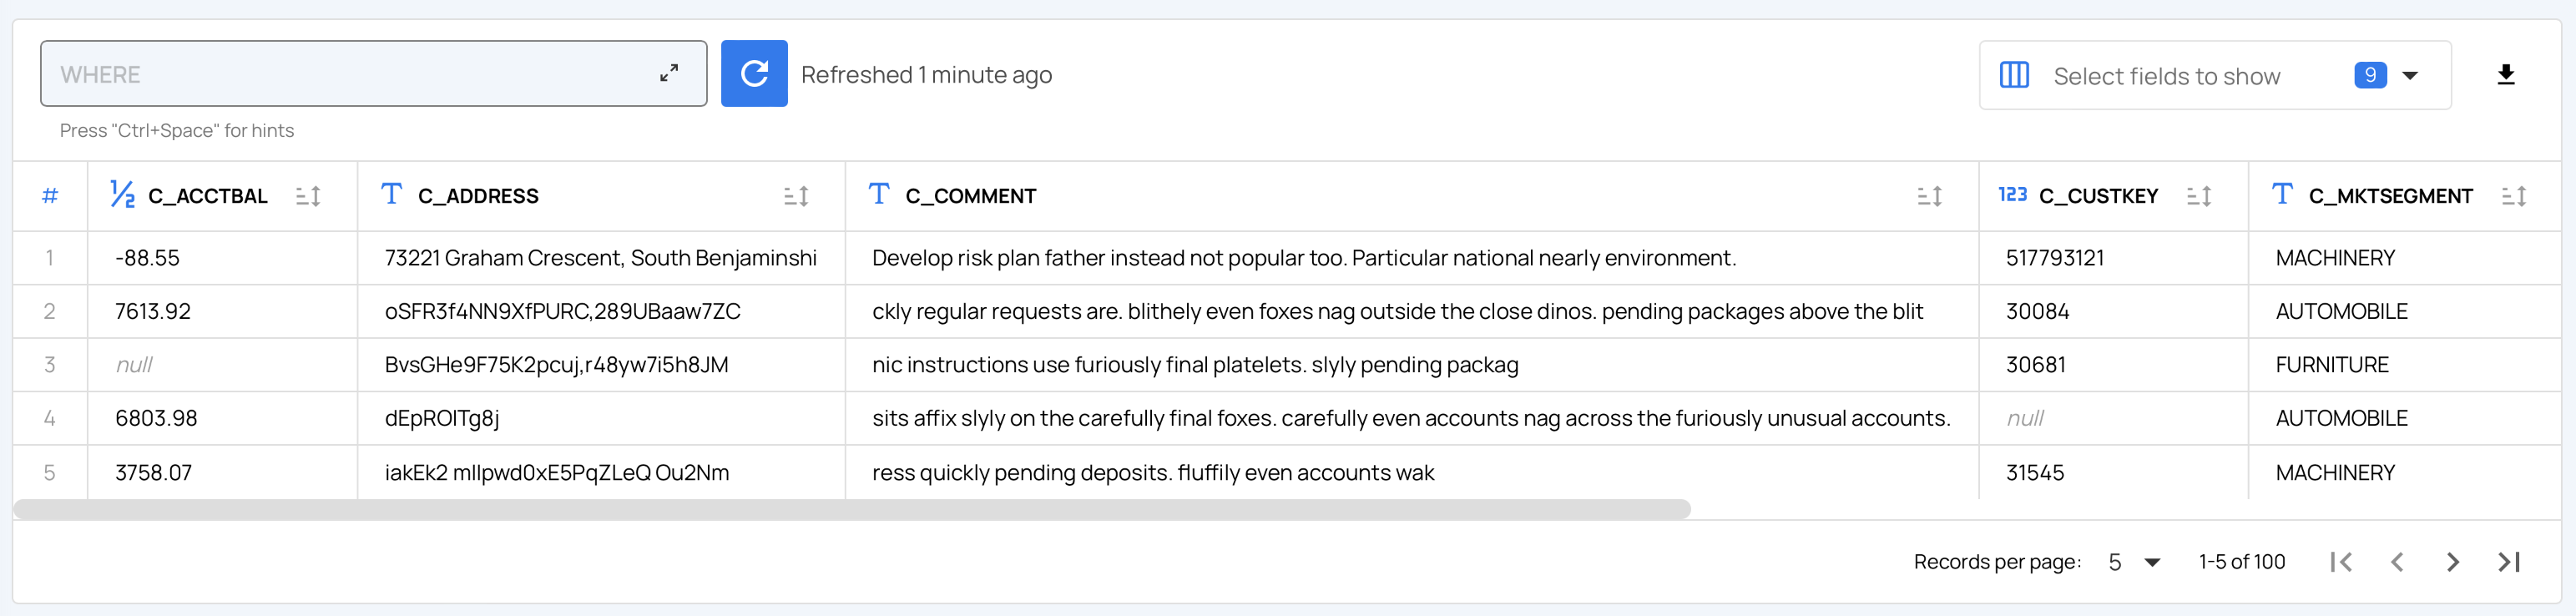 WHERE
Refreshed 1 minute ago
Select fields to show 9
Press "Ctrl+Space" for hints
# 1/2 C_ACCTBAL T C_ADDRESS T C_COMMENT 123 C_CUSTKEY T C_MKTSEGMENT
1 -88.55 73221 Graham Crescent, South Benjaminshi Develop risk plan father instead not popular too. Particular national nearly environment. 517793121 MACHINERY
2 7613.92 oSFR3f4NN9XfPURC,289UBaaw7ZC ckly regular requests are. blithely even foxes nag outside the close dinos. pending packages above the blit 30084 AUTOMOBILE
3 null BvsGHe9F75K2pcuj,r48yw7i5h8JM nic instructions use furiously final platelets. slyly pending packag 30681 FURNITURE
4 6803.98 sits affix slyly on the carefully final foxes. carefully even accounts nag across the furiously unusual accounts. null AUTOMOBILE
5 3758.07 ress quickly pending deposits. fluffily even accounts wak 31545 MACHINERY
Records per page: 5 1-5 of 100